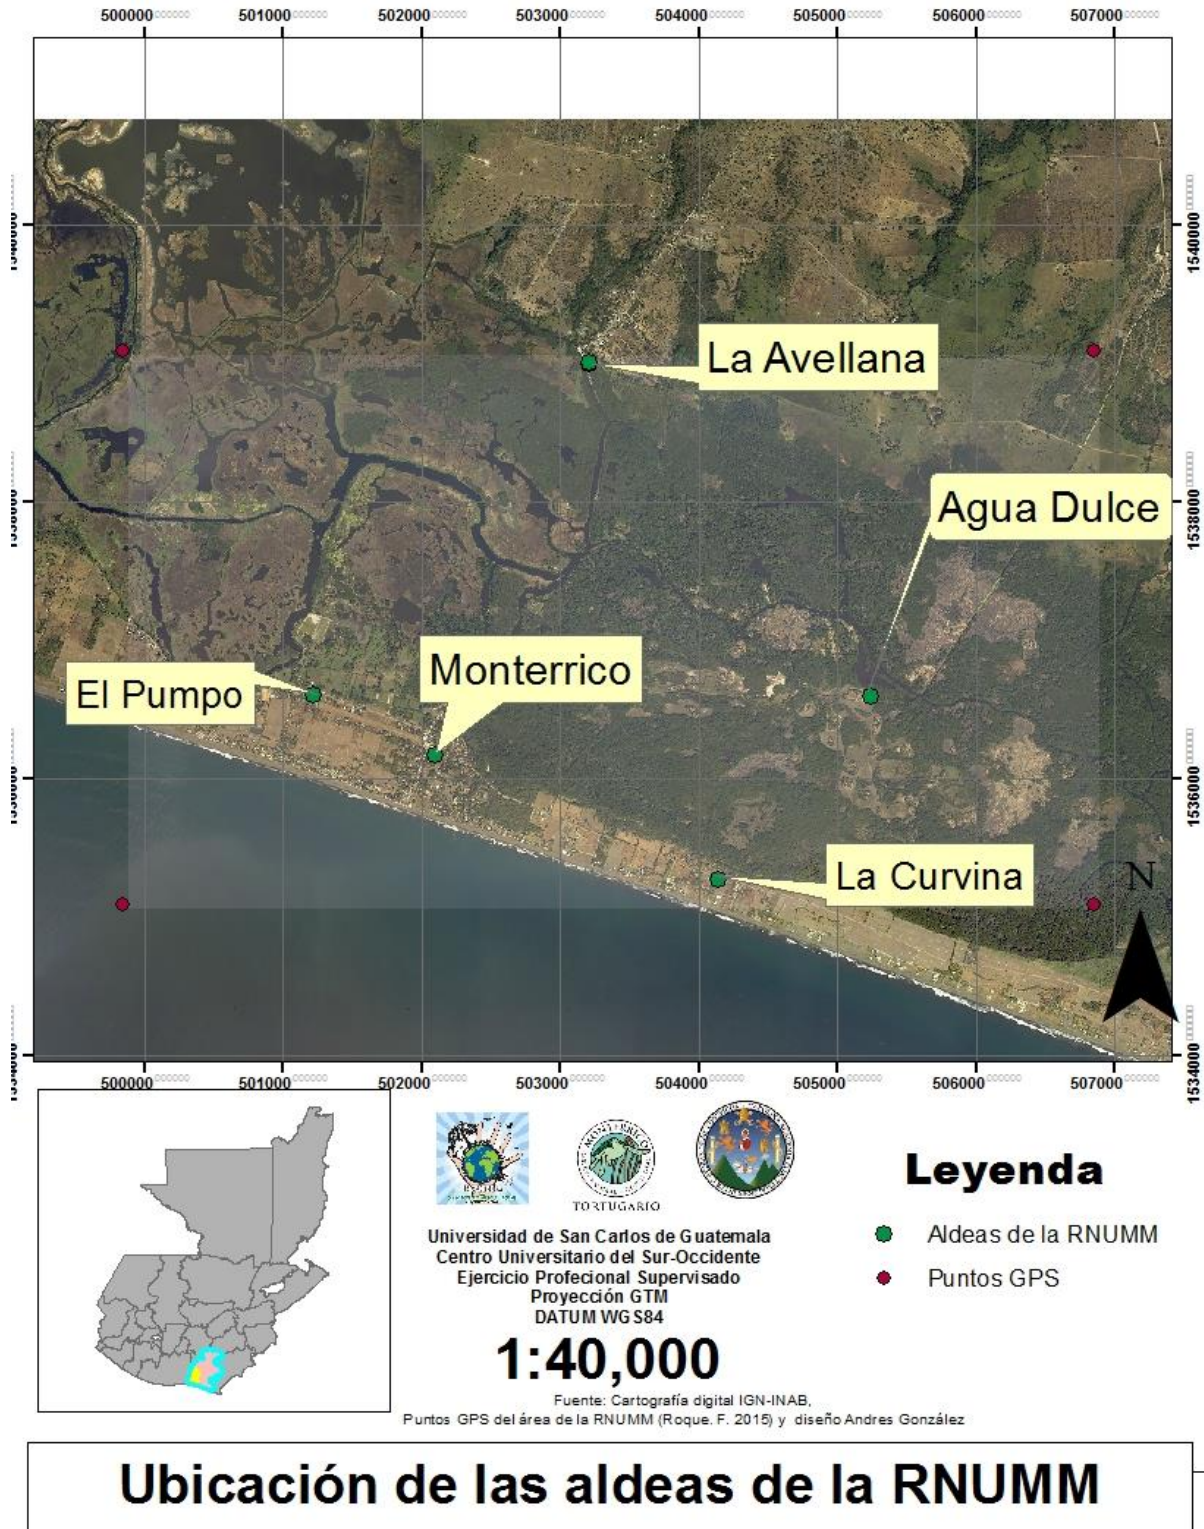 500000 501000 502000 503000 504000 505000 506000 507000
1540000
La Avellana
1538000
Agua Dulce
Monterrico
El Pumpo
1536000
La Curvina
N
1534000
500000 501000 502000 503000 504000 505000 506000 507000
MONTERRICO
TORTUGARIO
Universidad de San Carlos de Guatemala
Centro Universitario del Sur-Occidente
Ejercicio Profecional Supervisado
Proyección GTM
DATUM WGS84
1:40,000
Fuente: Cartografía digital IGN-INAB,
Puntos GPS del área de la RNUMM (Roque. F. 2015) y diseño Andres González
Leyenda
Aldeas de la RNUMM
Puntos GPS
Ubicación de las aldeas de la RNUMM